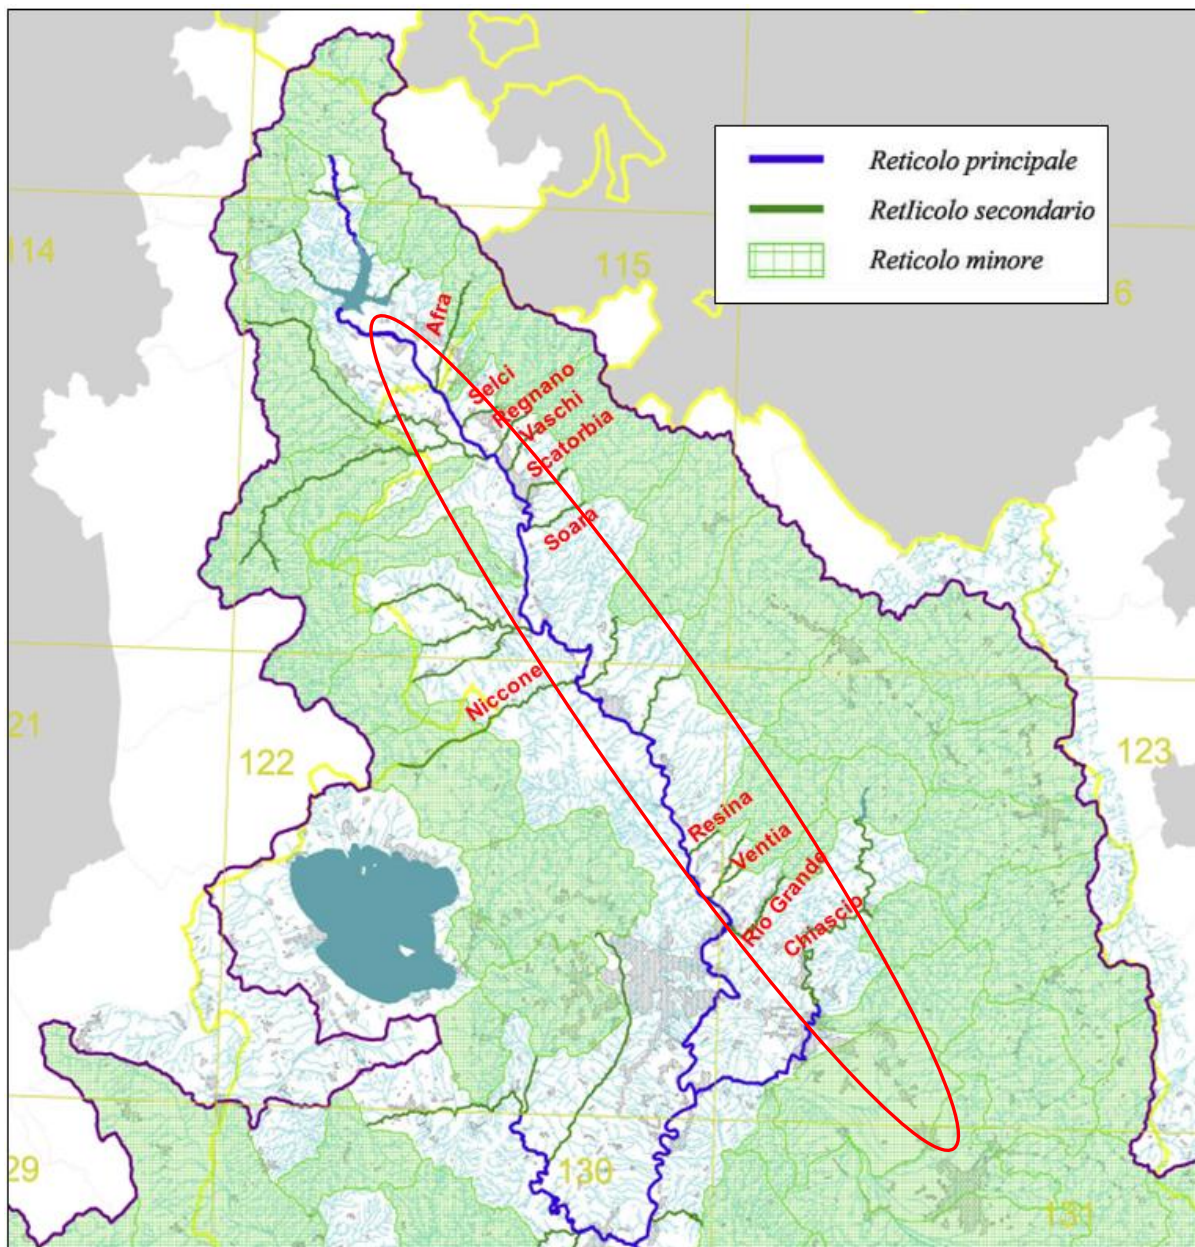 Reticolo principale
Retlicolo secondario
Reticolo minore
114
115
6
Afra
Selci
Regnano
Vaschi
Scatorbia
Soara
Niccone
21
122
123
Resina
Ventia
Rio Grande
Chiascio
29
130
131